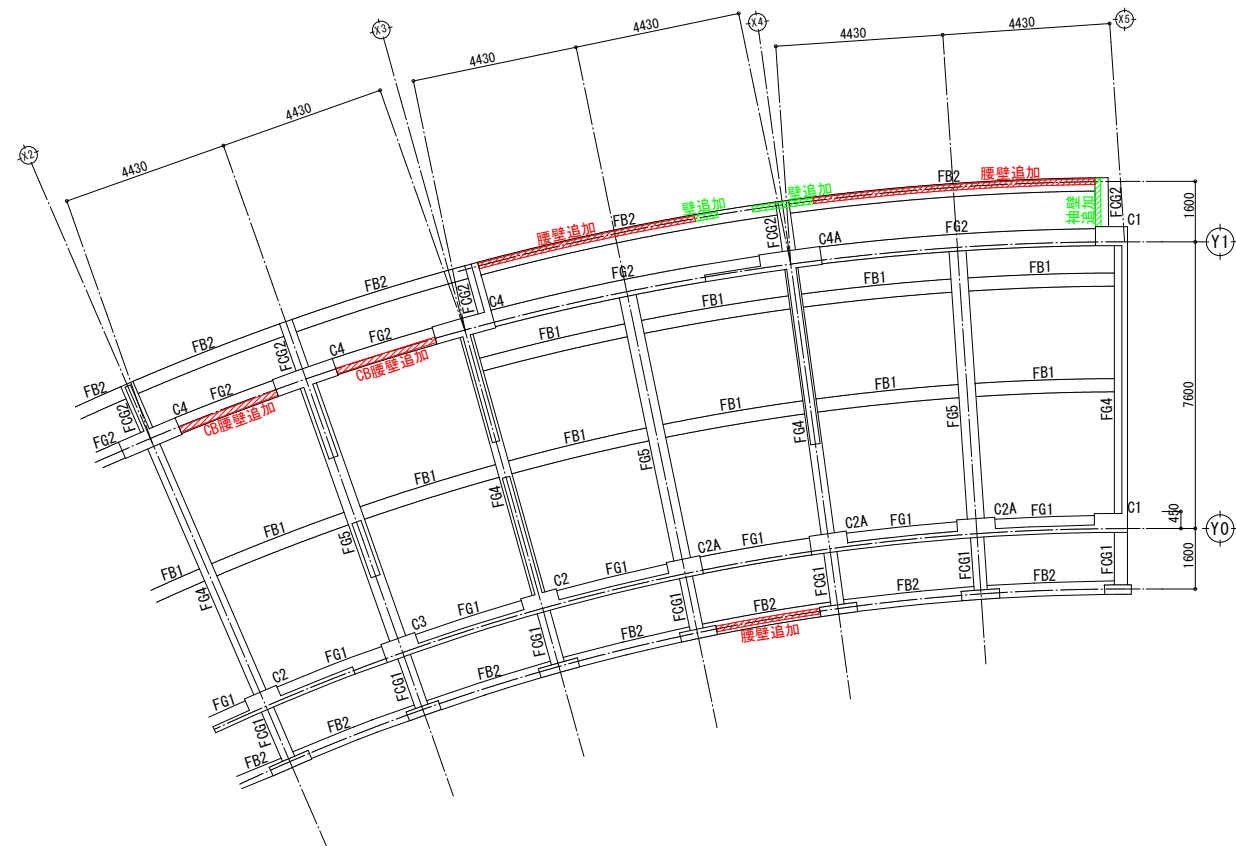 X5
X4
X3
X2
4430
4430
4430
4430
4430
4430
腰壁追加
FB2
壁追加
壁追加
腰壁追加
FB2
袖壁
追加
FCG2
1600
C1
Y1
FCG2
C4A
FG2
FB2
FCG2
C4
FG2
FB1
FB1
FB1
FB1
FB2
FCG2
C4
FG2
CB腰壁追加
FB2
FCG2
C4
FG2
CB腰壁追加
FG2
FB1
FB1
FB1
FB1
FG4
FG5
FG4
7600
FB1
FG5
FG4
FB1
FG5
FB1
FG4
C1
450
Y0
C2A
FG1
C2A
FG1
C2A
FG1
C2
FG1
C3
FG1
C2
FG1
FG1
FCG1
1600
FCG1
FB2
FCG1
FB2
FCG1
FB2
腰壁追加
FCG1
FB2
FCG1
FB2
FCG1
FB2
FB2